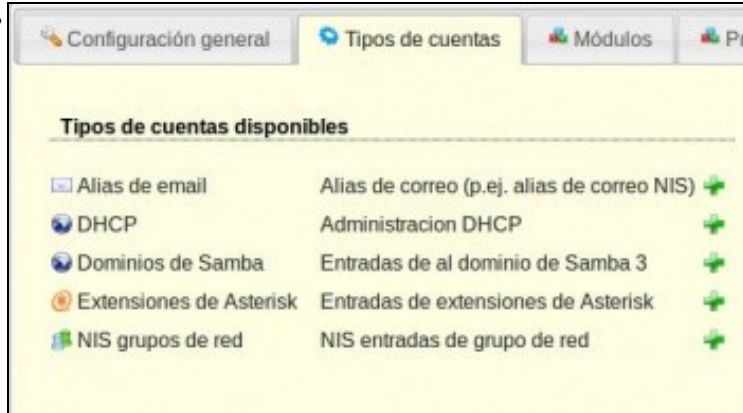 Configuración general Tipos de cuentas Módulos
Tipos de cuentas disponibles
Alias de email Alias de correo (p.ej. alias de correo NIS)
DHCP Administracion DHCP
Dominios de Samba Entradas de al dominio de Samba 3
Extensiones de Asterisk Entradas de extensiones de Asterisk
NIS grupos de red NIS entradas de grupo de red